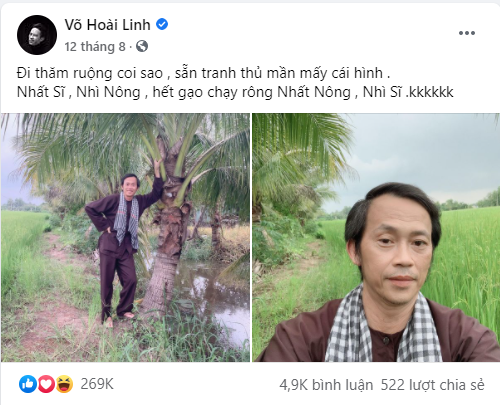 Võ Hoài Linh
12 tháng 8 ·
Đi thăm ruộng coi sao , sẵn tranh thủ mần mấy cái hình .
Nhất Sĩ , Nhì Nông , hết gạo chạy rông Nhất Nông , Nhì Sĩ .kkkkkk
269K 4,9K bình luận 522 lượt chia sẻ